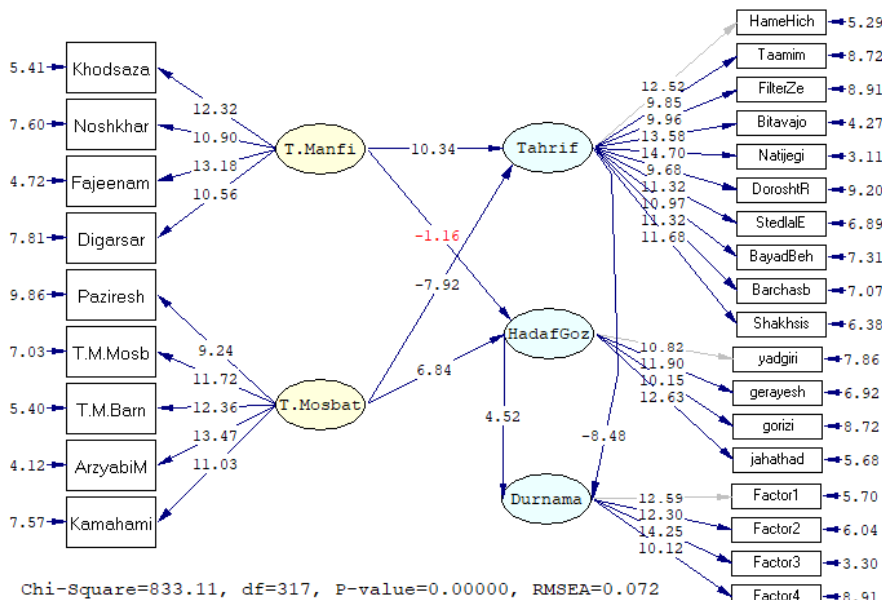 HameHich
5.29
Khodsaza
5.41
Taamim
8.72
12.52
12.32
9.85
FilterZe
8.91
9.96
Noshkhar
7.60
10.90
Bitavajo
4.27
13.58
T.Manfi
10.34
Tahrif
14.70
Natijegi
3.11
13.18
9.68
Fajeenam
4.72
DoroshtR
9.20
11.32
10.56
10.97
StedlalE
6.89
11.32
Digarsar
7.81
-1.16
11.68
BayadBeh
7.31
-7.92
Paziresh
9.86
Barchasb
7.07
Shakhsis
6.38
HadafGoz
10.82
9.24
T.M.Mosb
7.03
yadgiri
7.86
11.72
6.84
11.90
10.15
gerayesh
6.92
12.63
T.M.Barn
5.40
12.36
T.Mosbat
4.52
gorizi
8.72
13.47
-8.48
11.03
jahathad
5.68
ArzyabiM
4.12
Durnama
12.59
Factor1
5.70
12.30
Kamahami
7.57
14.25
Factor2
6.04
10.12
Factor3
3.30
Chi-Square=833.11, df=317, P-value=0.00000, RMSEA=0.072
Factor4
8.91